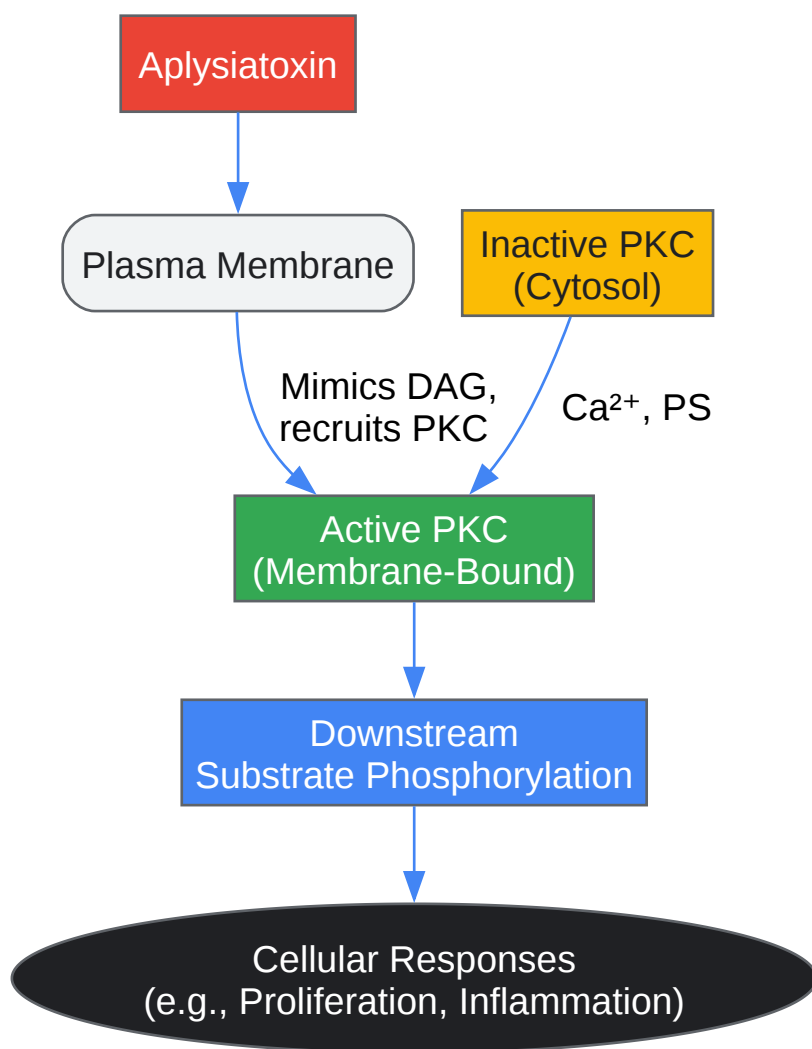 Aplysiatoxin
Plasma Membrane
Inactive PKC
(Cytosol)
Mimics DAG,
recruits PKC
Ca²⁺, PS
Active PKC
(Membrane-Bound)
Downstream
Substrate Phosphorylation
Cellular Responses
(e.g., Proliferation, Inflammation)